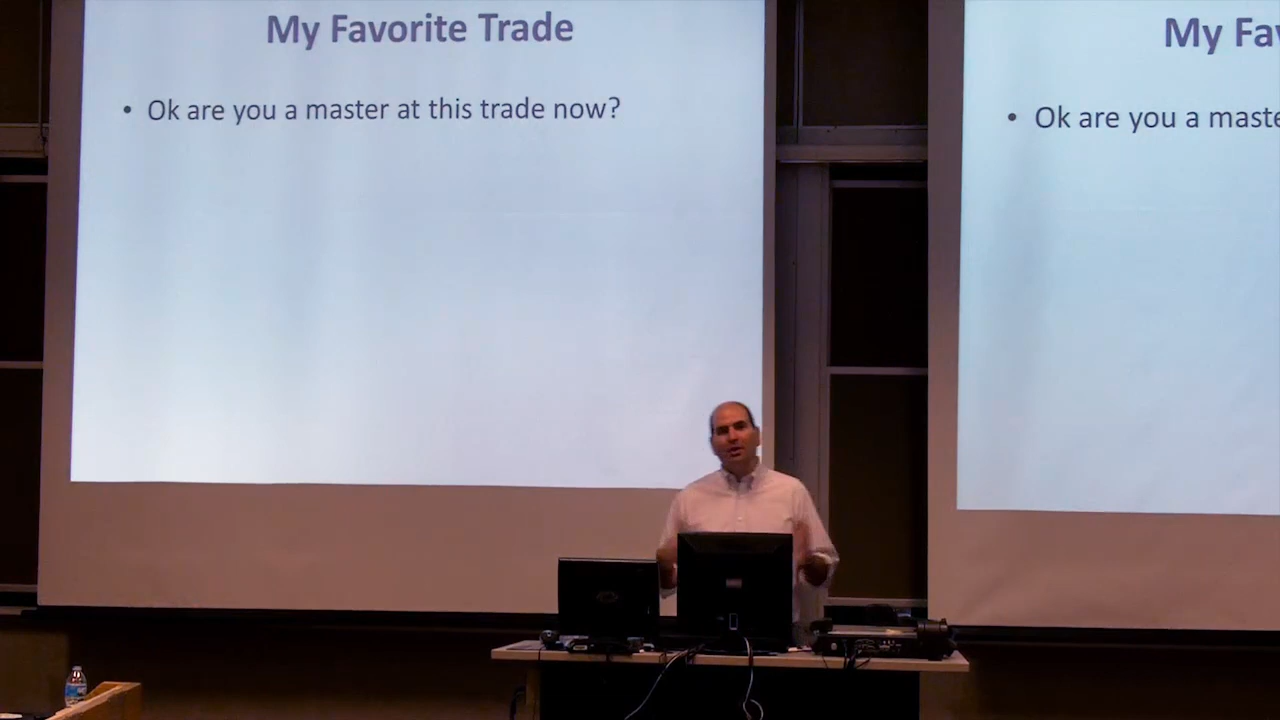 My Favorite Trade
• Ok are you a master at this trade now?
My Fav
• Ok are you a maste